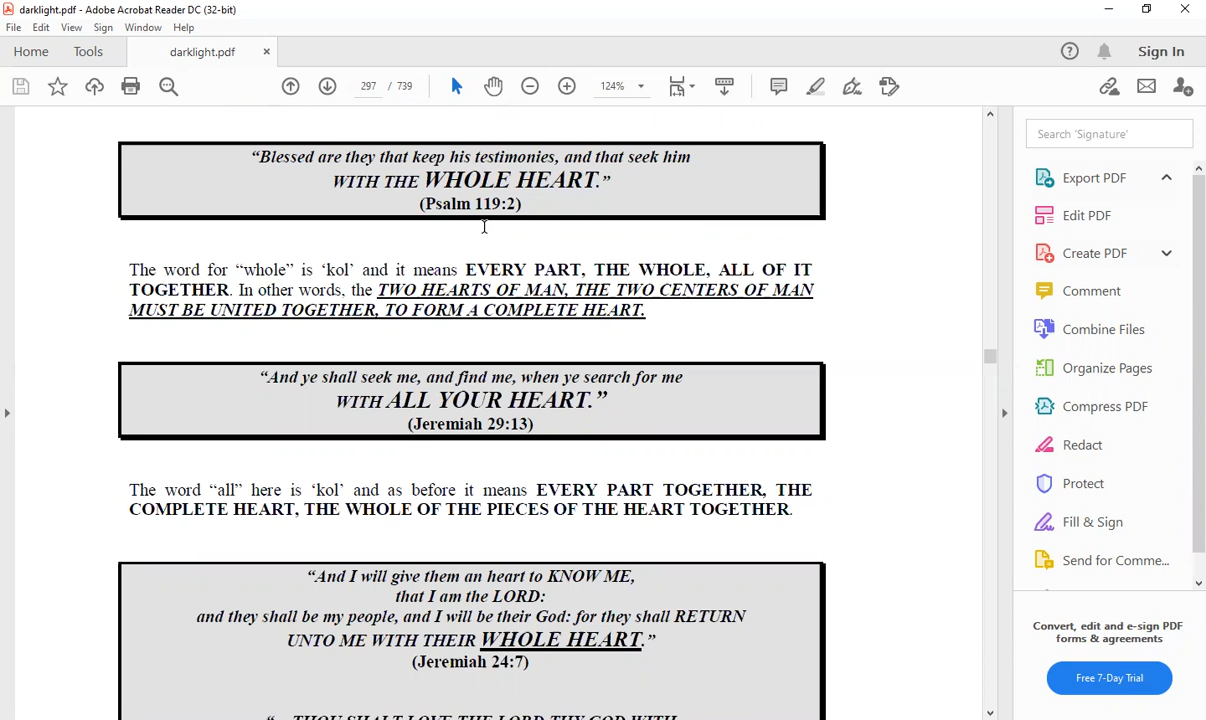 darklight.pdf - Adobe Acrobat Reader DC (32-bit)
File Edit View Sign Window Help
Home Tools darklight.pdf × Sign In
297 / 739 124%
Search 'Signature'
“Blessed are they that keep his testimonies, and that seek him
WITH THE WHOLE HEART.”
(Psalm 119:2)
The word for “whole” is ‘kol’ and it means EVERY PART, THE WHOLE, ALL OF IT
TOGETHER. In other words, the TWO HEARTS OF MAN, THE TWO CENTERS OF MAN
MUST BE UNITED TOGETHER, TO FORM A COMPLETE HEART.
“And ye shall seek me, and find me, when ye search for me
WITH ALL YOUR HEART.”
(Jeremiah 29:13)
The word “all” here is ‘kol’ and as before it means EVERY PART TOGETHER, THE
COMPLETE HEART, THE WHOLE OF THE PIECES OF THE HEART TOGETHER.
“And I will give them an heart to KNOW ME,
that I am the LORD:
and they shall be my people, and I will be their God: for they shall RETURN
UNTO ME WITH THEIR WHOLE HEART.”
(Jeremiah 24:7)
“... THOU SHALT LOVE THE LORD THY GOD WITH
Export PDF
Edit PDF
Create PDF
Comment
Combine Files
Organize Pages
Compress PDF
Redact
Protect
Fill & Sign
Send for Comme...
Convert, edit and e-sign PDF
forms & agreements
Free 7-Day Trial